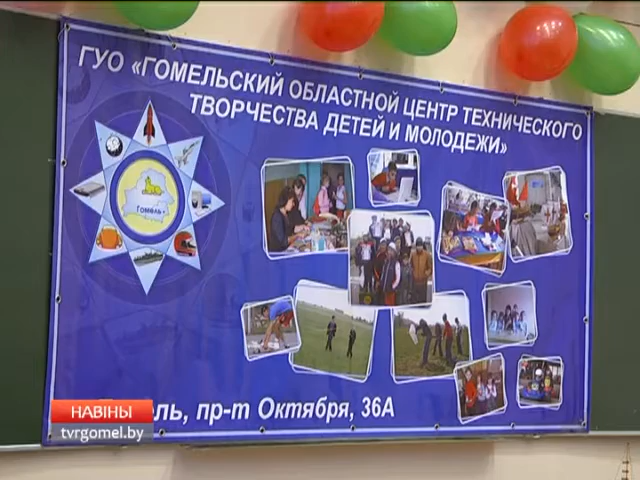 ГУО «ГОМЕЛЬСКИЙ ОБЛАСТНОЙ ЦЕНТР ТЕХНИЧЕСКОГО
ТВОРЧЕСТВА ДЕТЕЙ И МОЛОДЕЖИ»
Гомель
ль, пр-т Октября, 36А
НАВІНЫ
tvrgomel.by